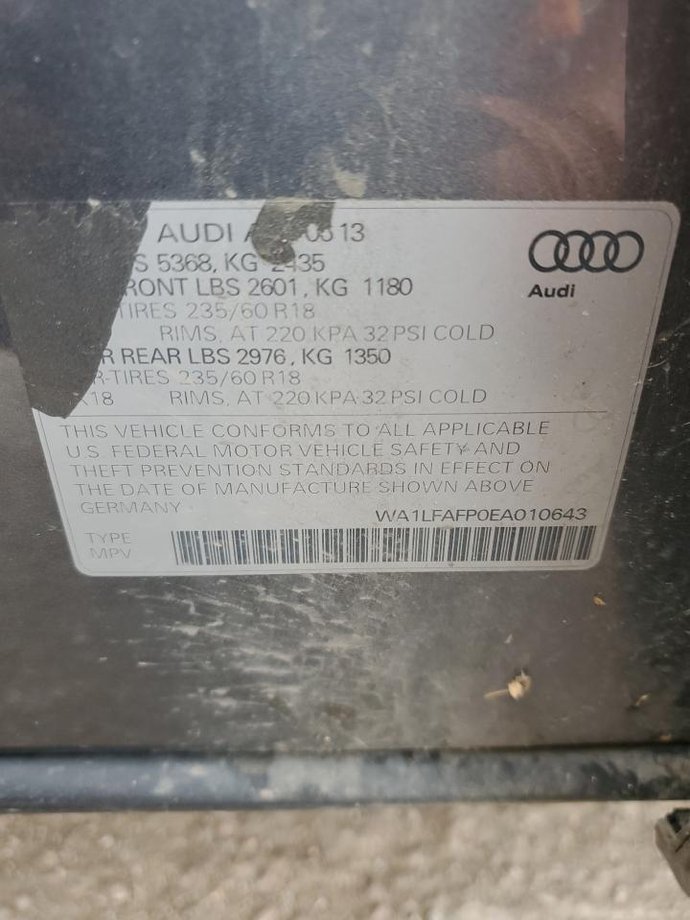 AUDI 13
5368, KG 2435
FRONT LBS 2601, KG 1180
TIRES 235/60 R18
RIMS, AT 220 KPA 32 PSI COLD
REAR LBS 2976, KG 1350
TIRES 235/60 R18
R18 RIMS, AT 220 KPA 32 PSI COLD
THIS VEHICLE CONFORMS TO ALL APPLICABLE
U.S. FEDERAL MOTOR VEHICLE SAFETY AND
THEFT PREVENTION STANDARDS IN EFFECT ON
THE DATE OF MANUFACTURE SHOWN ABOVE
GERMANY
WA1LFAFP0EA010643
TYPE
MPV
Audi